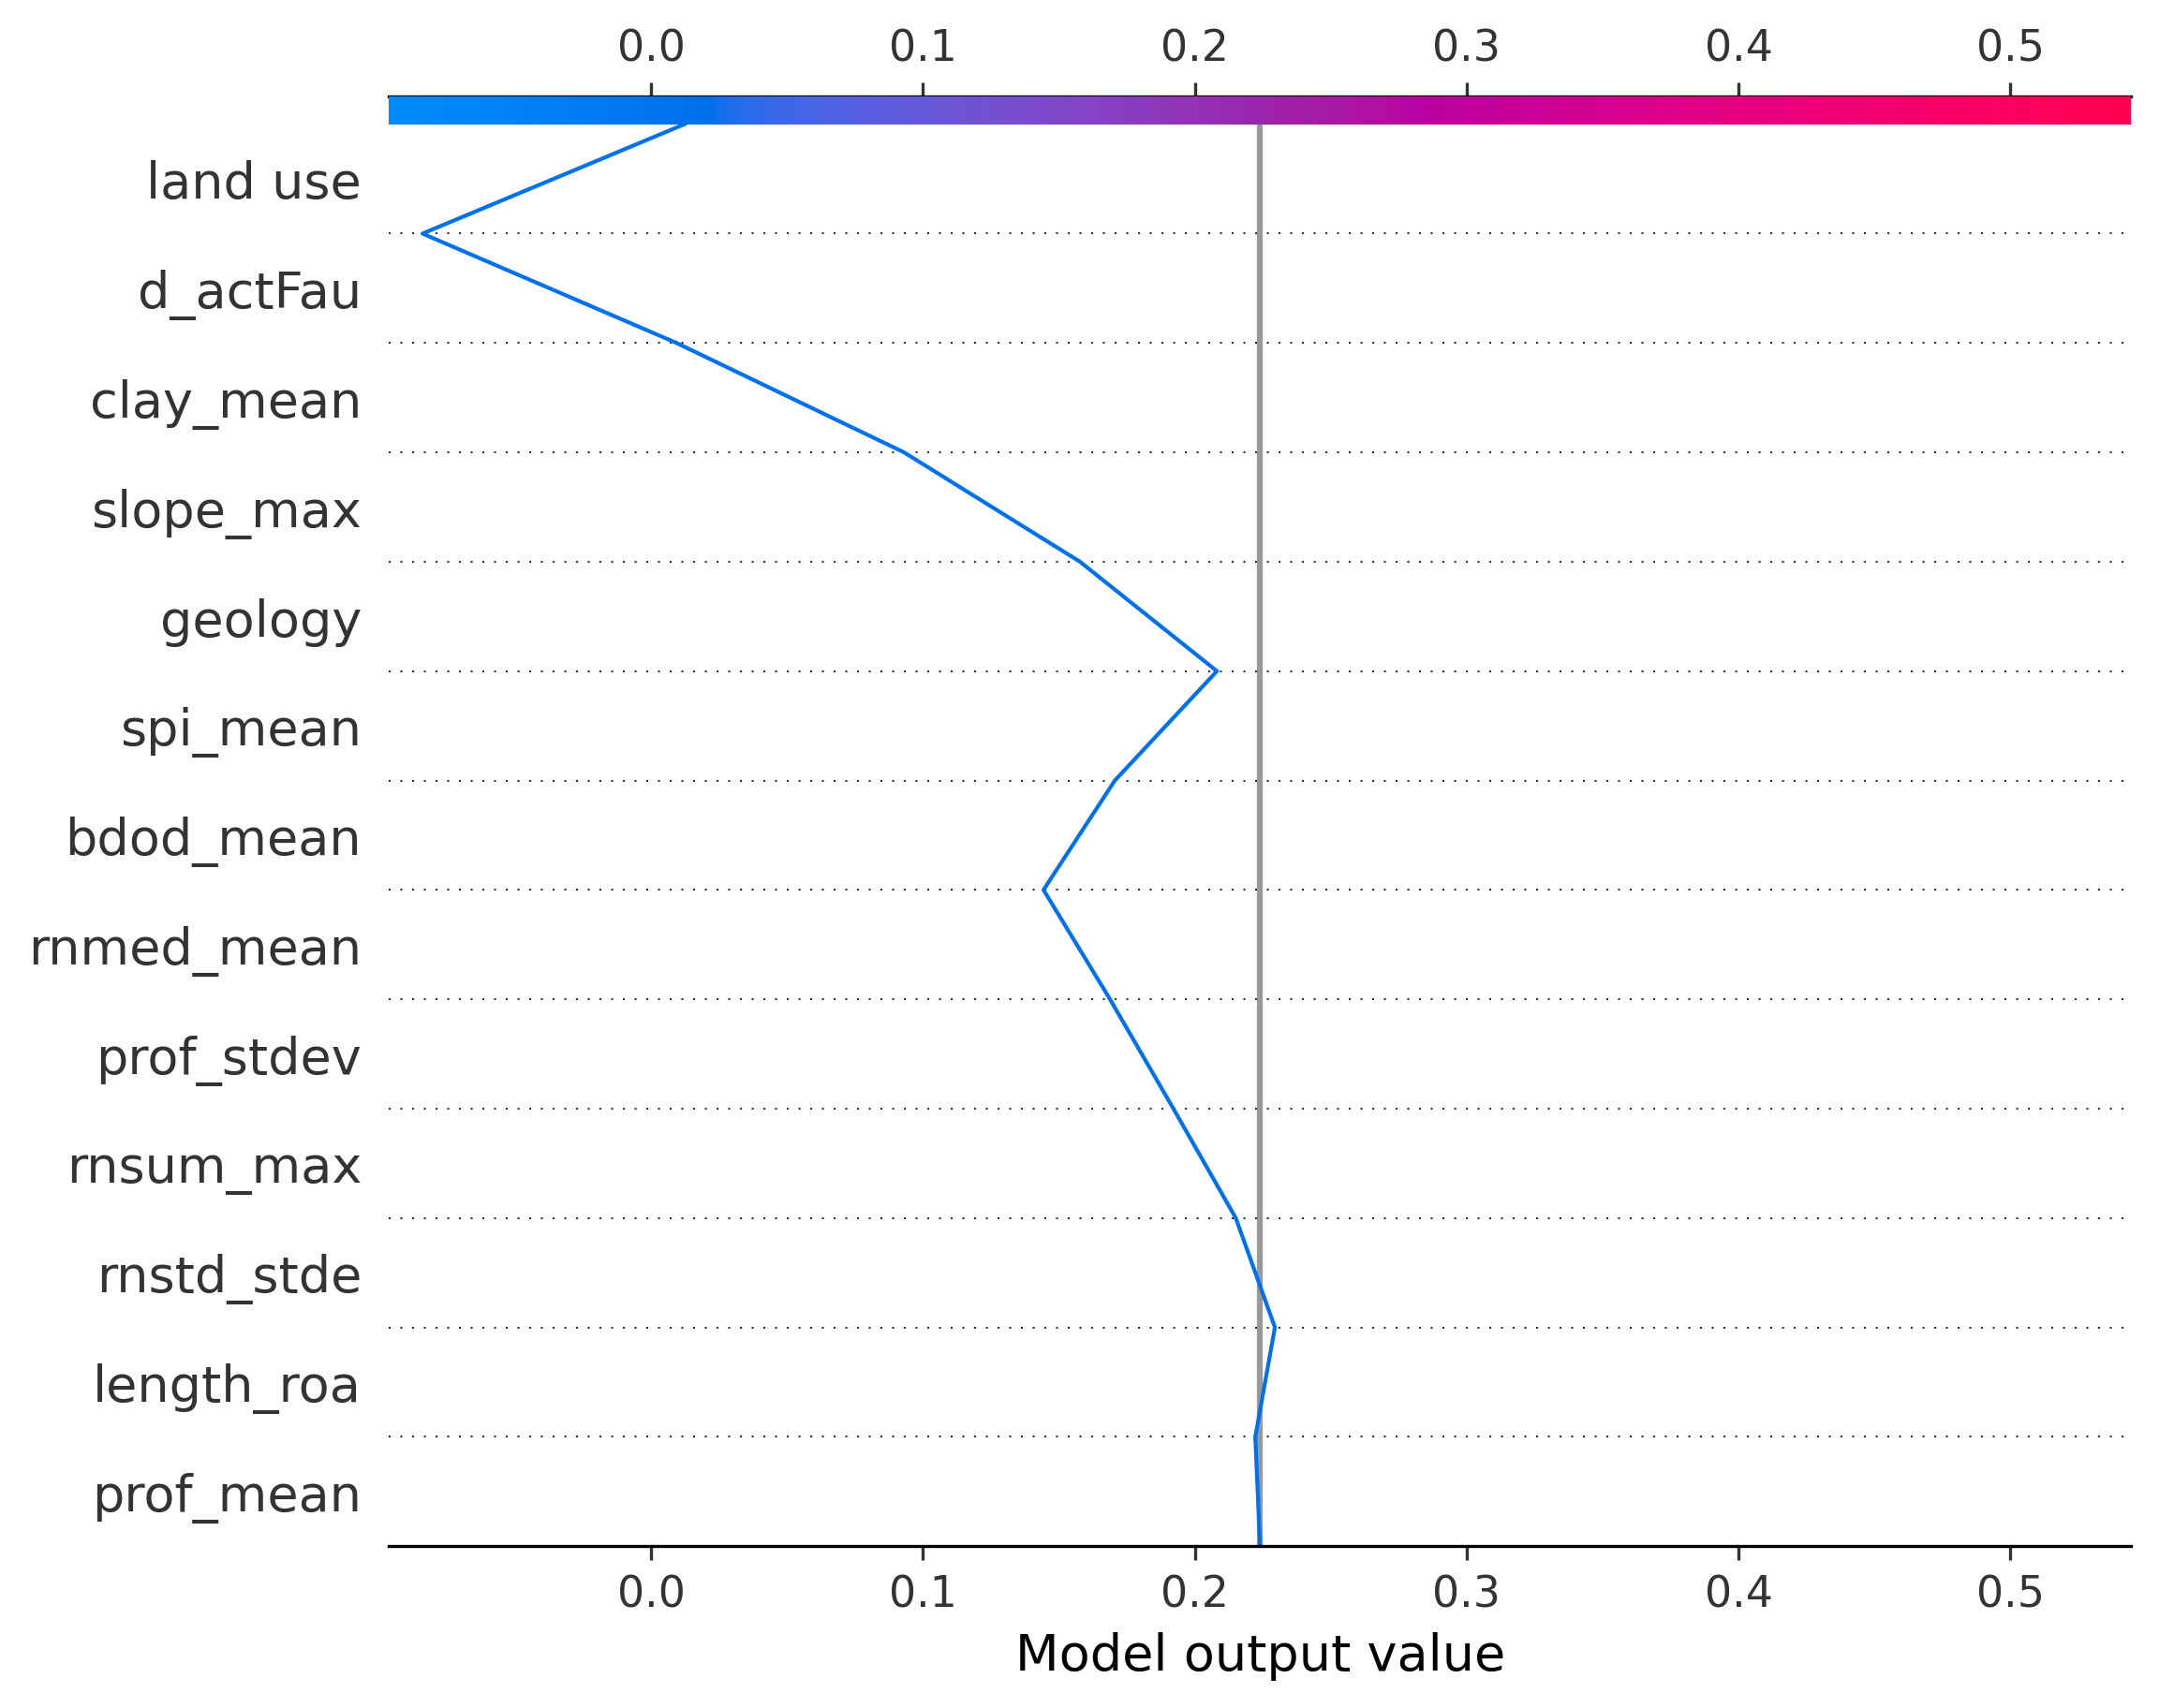 0.0 0.1 0.2 0.3 0.4 0.5
land use
d_actFau
clay_mean
slope_max
geology
spi_mean
bdod_mean
rnmed_mean
prof_stdev
rnsum_max
rnstd_stde
length_roa
prof_mean
0.0 0.1 0.2 0.3 0.4 0.5
Model output value